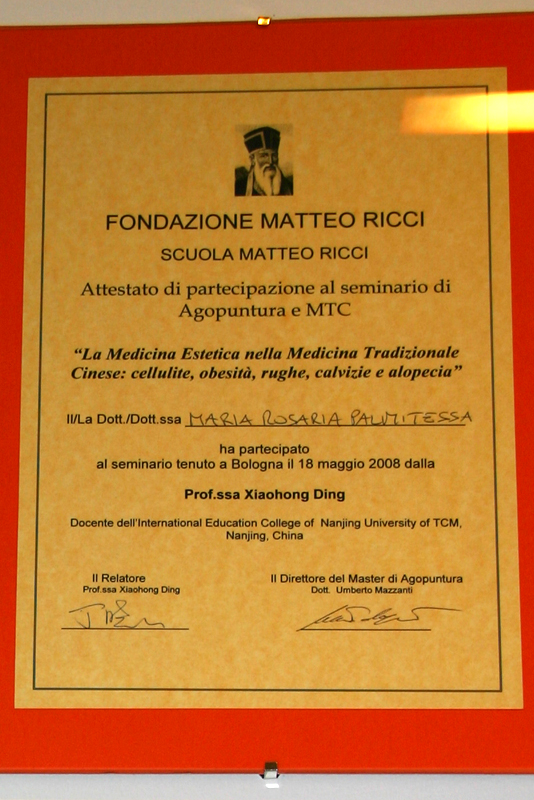 FONDAZIONE MATTEO RICCI
SCUOLA MATTEO RICCI
Attestato di partecipazione al seminario di
Agopuntura e MTC
“La Medicina Estetica nella Medicina Tradizionale
Cinese: cellulite, obesità, rughe, calvizie e alopecia”
Il/La Dott./Dott.ssa MARIA ROSARIA PALMITESSA
ha partecipato
al seminario tenuto a Bologna il 18 maggio 2008 dalla
Prof.ssa Xiaohong Ding
Docente dell'International Education College of Nanjing University of TCM,
Nanjing, China
Il Relatore
Prof.ssa Xiaohong Ding
Il Direttore del Master di Agopuntura
Dott. Umberto Mazzanti